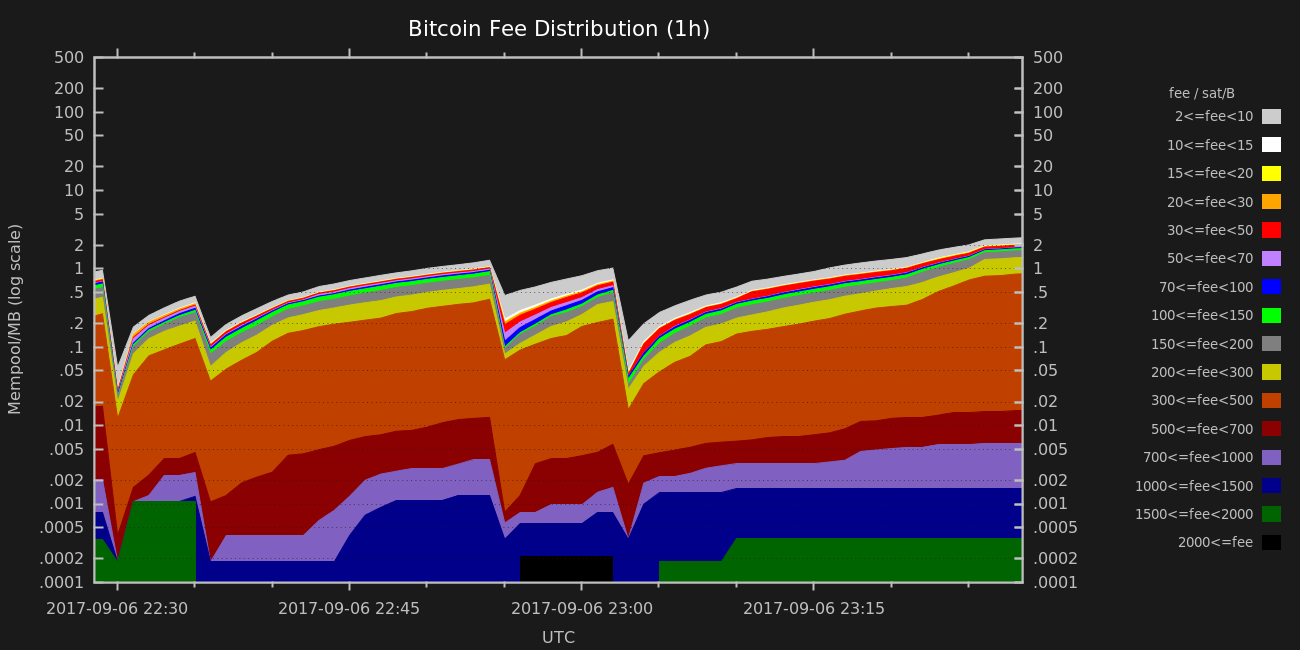 Bitcoin Fee Distribution (1h)
Mempool/MB (log scale)
500
200
100
50
20
10
5
2
1
.5
.2
.1
.05
.02
.01
.005
.002
.001
.0005
.0002
.0001
500
200
100
50
20
10
5
2
1
.5
.2
.1
.05
.02
.01
.005
.002
.001
.0005
.0002
.0001
2017-09-06 22:30
2017-09-06 22:45
2017-09-06 23:00
2017-09-06 23:15
UTC
fee / sat/B
2<=fee<10
10<=fee<15
15<=fee<20
20<=fee<30
30<=fee<50
50<=fee<70
70<=fee<100
100<=fee<150
150<=fee<200
200<=fee<300
300<=fee<500
500<=fee<700
700<=fee<1000
1000<=fee<1500
1500<=fee<2000
2000<=fee